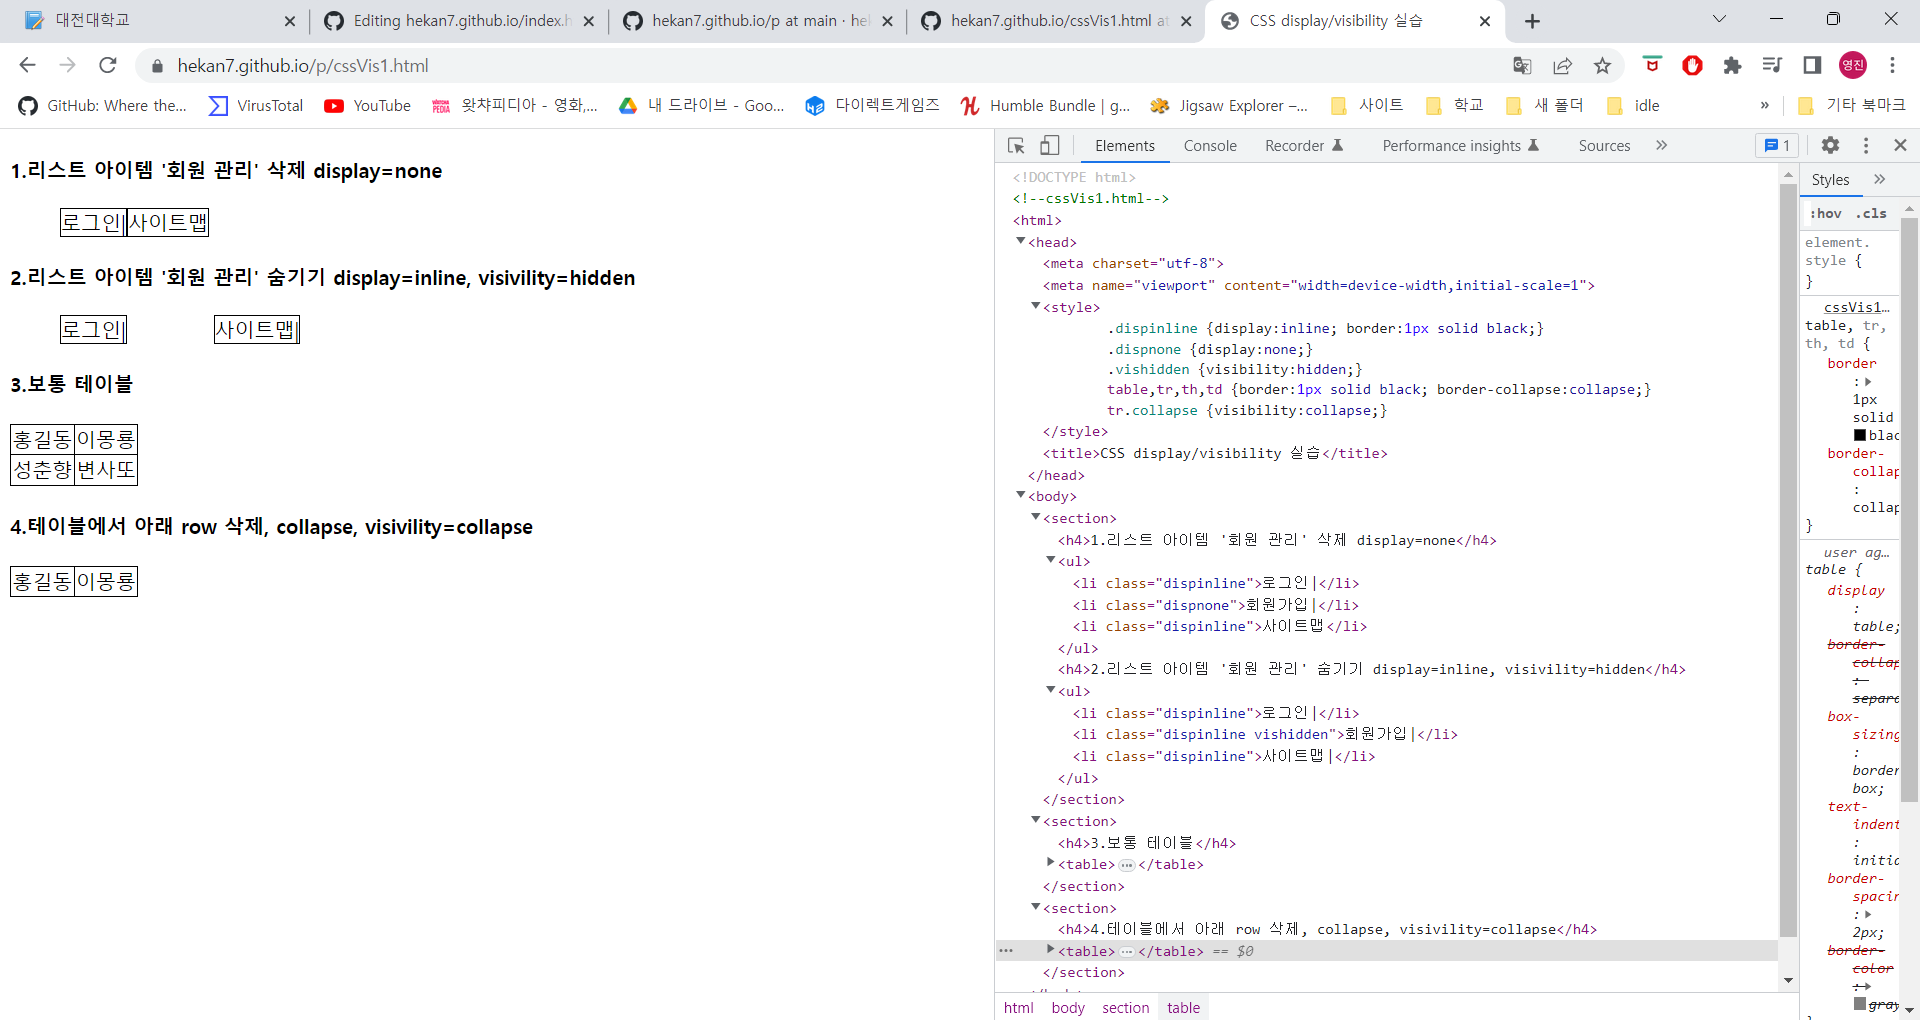 대전대학교
Editing hekan7.github.io/index.h
hekan7.github.io/p at main · hek
hekan7.github.io/cssVis1.html at
CSS display/visibility 실습
hekan7.github.io/p/cssVis1.html
영진
GitHub: Where the...
VirusTotal
YouTube
왓챠피디아 - 영화,...
내 드라이브 - Goo...
다이렉트게임즈
Humble Bundle | g...
Jigsaw Explorer –...
사이트
학교
새 폴더
idle
»
기타 북마크
1.리스트 아이템 '회원 관리' 삭제 display=none
로그인| 사이트맵
2.리스트 아이템 '회원 관리' 숨기기 display=inline, visivility=hidden
로그인| 사이트맵|
3.보통 테이블
홍길동 이몽룡
성춘향 변사또
4.테이블에서 아래 row 삭제, collapse, visivility=collapse
홍길동 이몽룡
Elements Console Recorder Performance insights Sources » 1
<!DOCTYPE html>
<!--cssVis1.html-->
<html>
<head>
<meta charset="utf-8">
<meta name="viewport" content="width=device-width,initial-scale=1">
<style>
.dispinline {display:inline; border:1px solid black;}
.dispnone {display:none;}
.vishidden {visibility:hidden;}
table,tr,th,td {border:1px solid black; border-collapse:collapse;}
tr.collapse {visibility:collapse;}
</style>
<title>CSS display/visibility 실습</title>
</head>
<body>
<section>
<h4>1.리스트 아이템 '회원 관리' 삭제 display=none</h4>
<ul>
<li class="dispinline">로그인|</li>
<li class="dispnone">회원가입|</li>
<li class="dispinline">사이트맵</li>
</ul>
<h4>2.리스트 아이템 '회원 관리' 숨기기 display=inline, visivility=hidden</h4>
<ul>
<li class="dispinline">로그인|</li>
<li class="dispinline vishidden">회원가입|</li>
<li class="dispinline">사이트맵|</li>
</ul>
</section>
<section>
<h4>3.보통 테이블</h4>
<table>…</table>
</section>
<section>
<h4>4.테이블에서 아래 row 삭제, collapse, visivility=collapse</h4>
… <table>…</table> == $0
</section>
html body section table
Styles »
:hov .cls
element.
style {
}
cssVis1…
table, tr,
th, td {
border
:
1px
solid
blac
border-
collap
:
collap
}
user ag…
table {
display
:
table;
border-
collap
:
separa
box-
sizing
:
border
box;
text-
indent
:
initia
border-
spacin
:
2px;
border-
color
:
gray